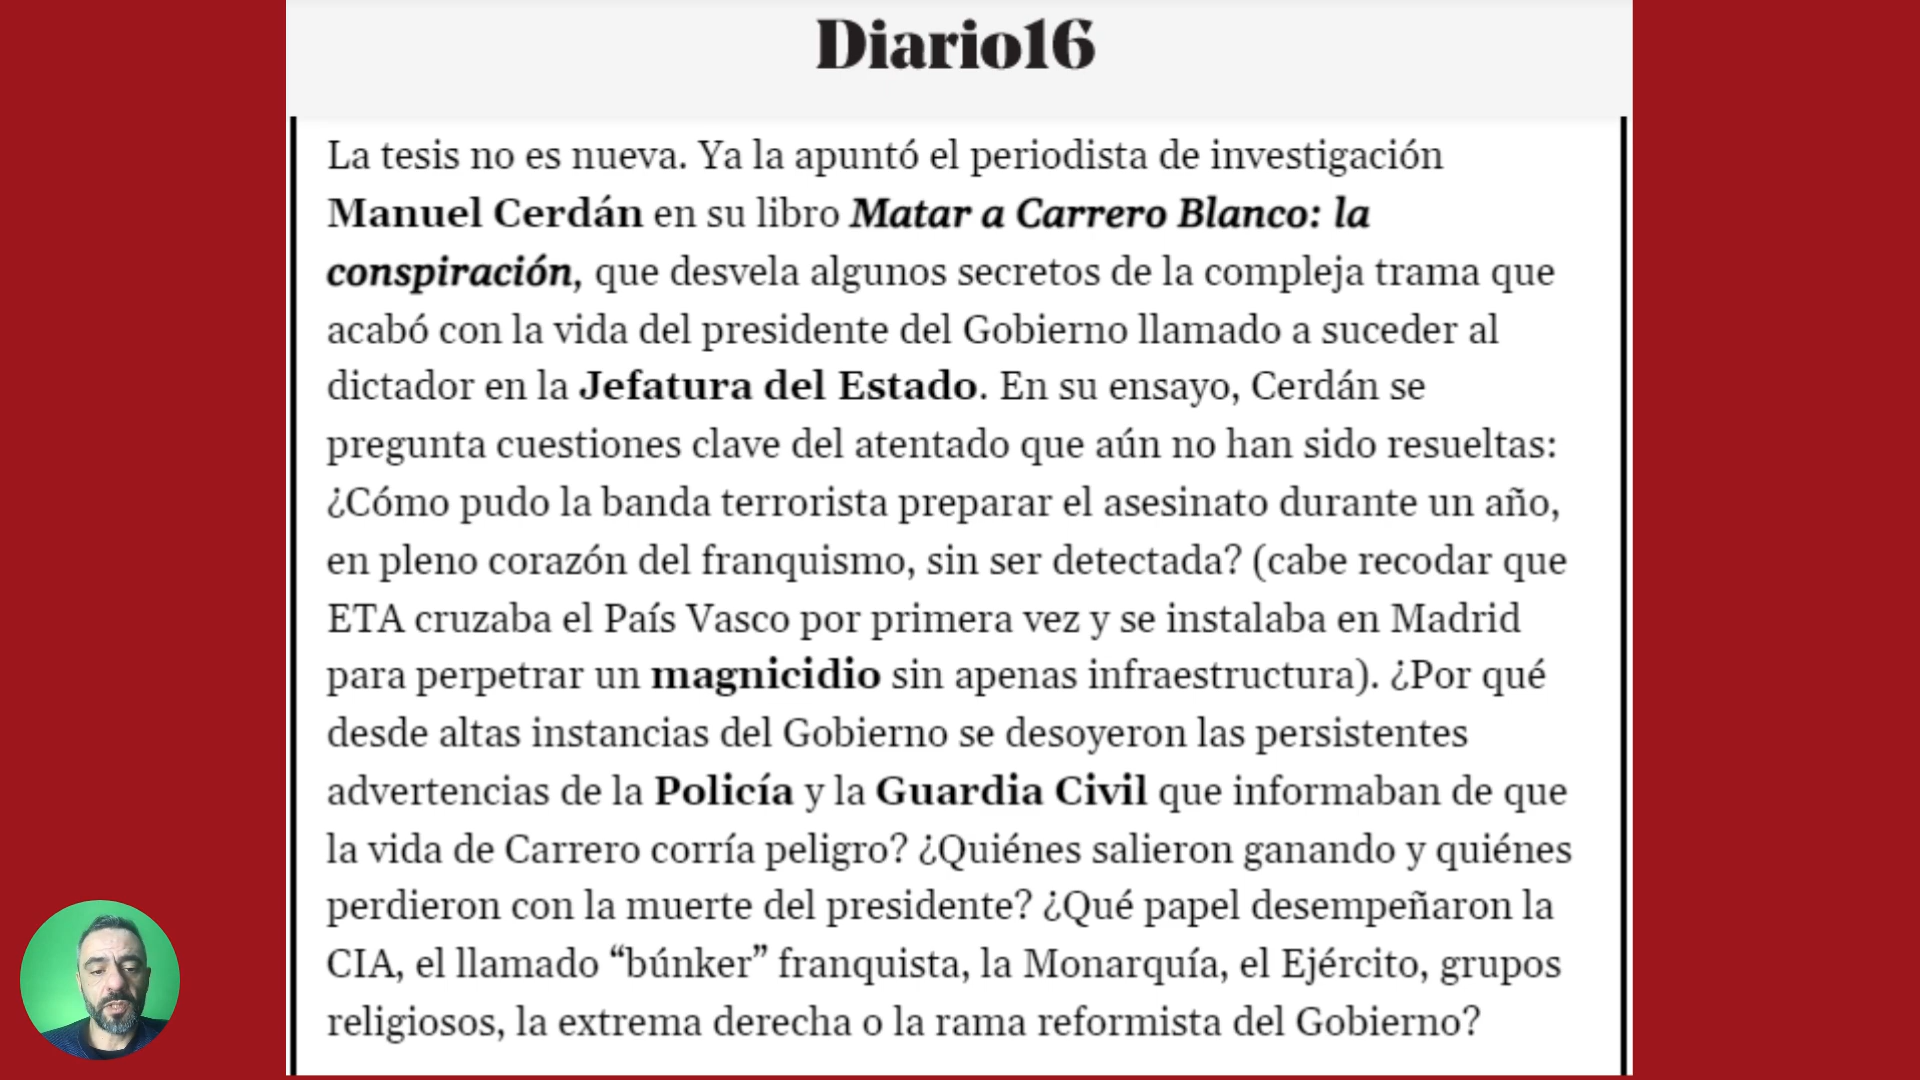 Diario16
La tesis no es nueva. Ya la apuntó el periodista de investigación
Manuel Cerdán en su libro Matar a Carrero Blanco: la
conspiración, que desvela algunos secretos de la compleja trama que
acabó con la vida del presidente del Gobierno llamado a suceder al
dictador en la Jefatura del Estado. En su ensayo, Cerdán se
pregunta cuestiones clave del atentado que aún no han sido resueltas:
¿Cómo pudo la banda terrorista preparar el asesinato durante un año,
en pleno corazón del franquismo, sin ser detectada? (cabe recodar que
ETA cruzaba el País Vasco por primera vez y se instalaba en Madrid
para perpetrar un magnicidio sin apenas infraestructura). ¿Por qué
desde altas instancias del Gobierno se desoyeron las persistentes
advertencias de la Policía y la Guardia Civil que informaban de que
la vida de Carrero corría peligro? ¿Quiénes salieron ganando y quiénes
perdieron con la muerte del presidente? ¿Qué papel desempeñaron la
CIA, el llamado “búnker” franquista, la Monarquía, el Ejército, grupos
religiosos, la extrema derecha o la rama reformista del Gobierno?